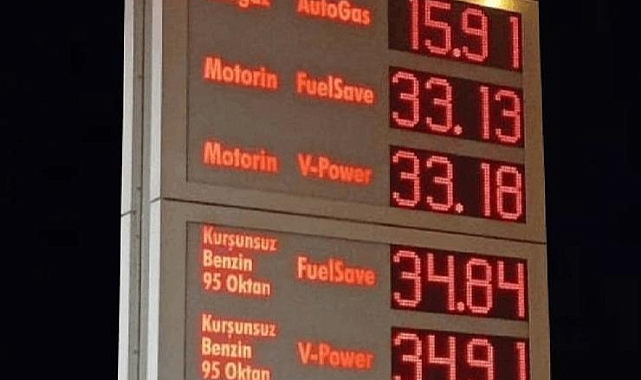 AutoGas 15.91
Motorin FuelSave 33.13
Motorin V-Power 33.18
Kurşunsuz
Benzin FuelSave 34.84
95 Oktan
Kurşunsuz
Benzin V-Power 34.91
95 Oktan